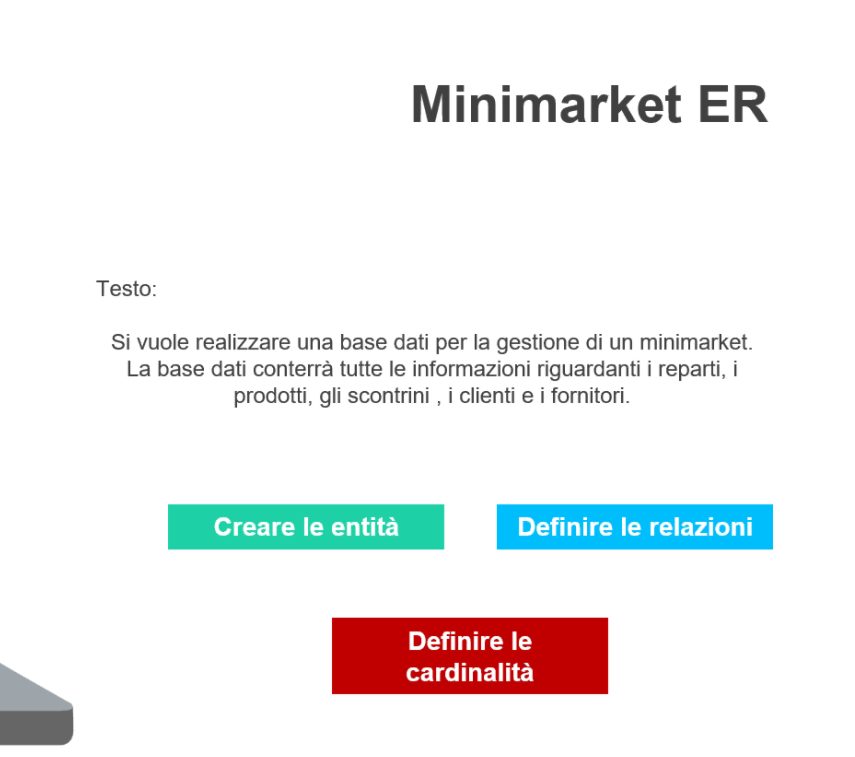 Minimarket ER
Testo:
Si vuole realizzare una base dati per la gestione di un minimarket.
La base dati conterrà tutte le informazioni riguardanti i reparti, i
prodotti, gli scontrini , i clienti e i fornitori.
Creare le entità
Definire le relazioni
Definire le
cardinalità